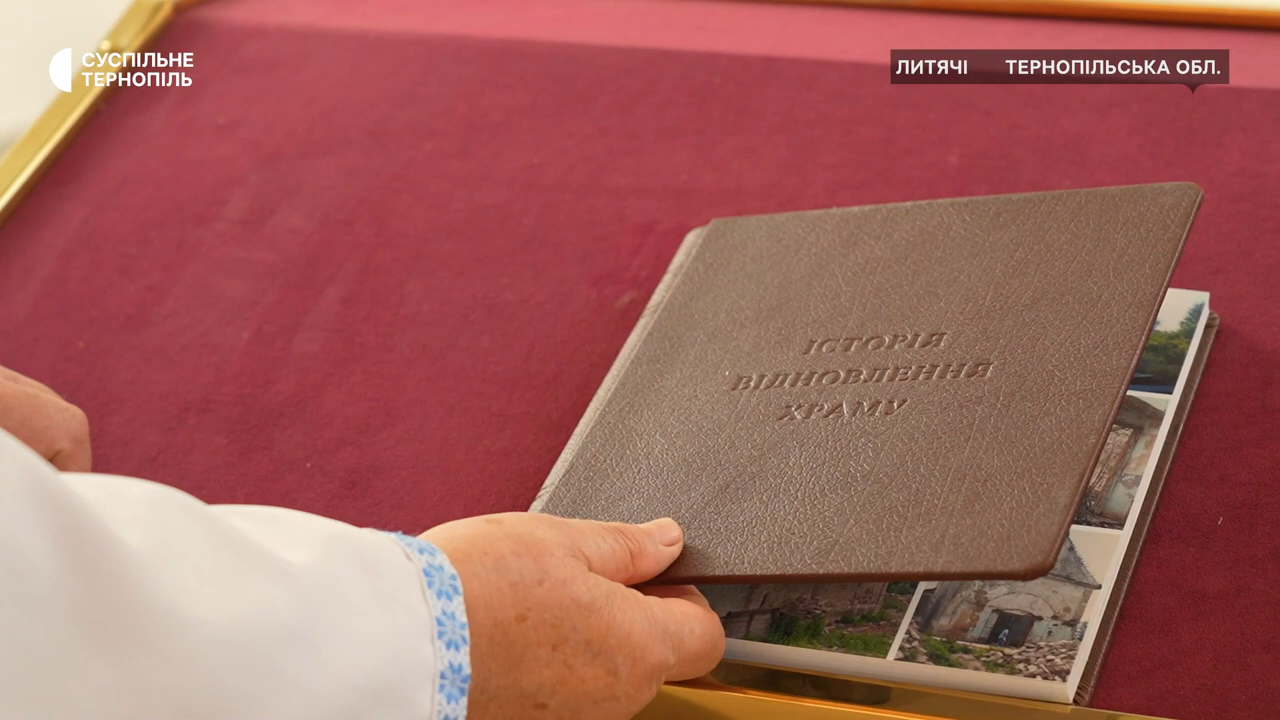 СУСПІЛЬНЕ
ТЕРНОПІЛЬ
ЛИТЯЧІ ТЕРНОПІЛЬСЬКА ОБЛ.
ІСТОРІЯ
ВІДНОВЛЕННЯ
ХРАМУ